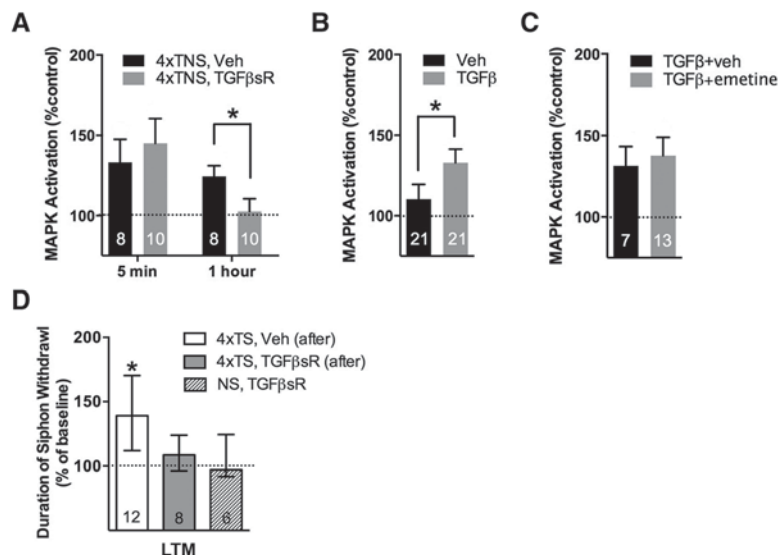 A
4xTNS, Veh
4xTNS, TGFβsR
MAPK Activation (%control)
200
150
100
*
8
10
8
10
5 min
1 hour
B
Veh
TGFβ
MAPK Activation (%control)
200
150
100
*
21
21
C
TGFβ+veh
TGFβ+emetine
MAPK Activation (%control)
200
150
100
7
13
D
4xTS, Veh (after)
4xTS, TGFβsR (after)
NS, TGFβsR
Duration of Siphon Withdrawl
(% of baseline)
200
150
100
*
12
8
6
LTM